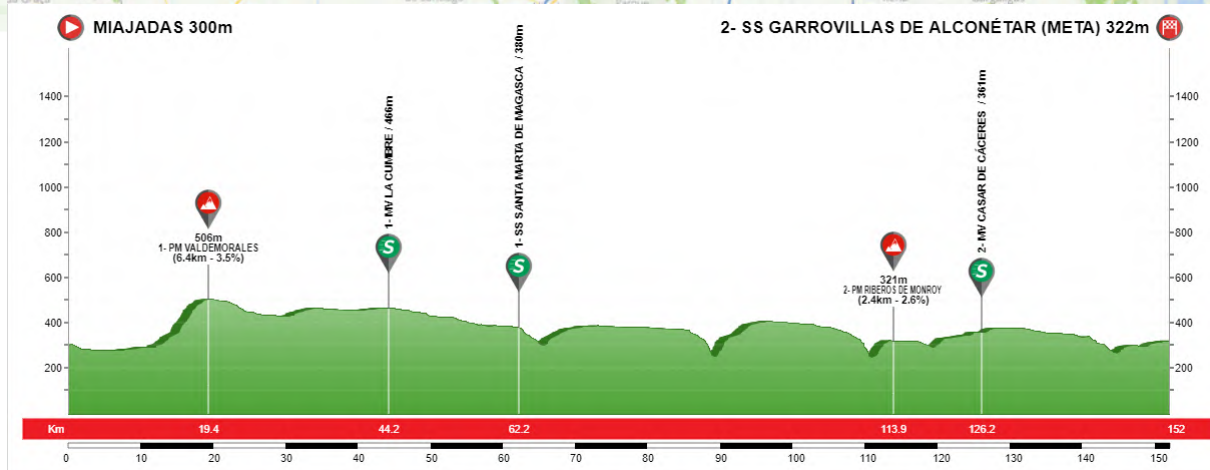 MIAJADAS 300m
2- SS GARROVILLAS DE ALCONÉTAR (META) 322m
1400
1200
1000
800
600
400
200
506m
1- PM VALDEMORALES
(6.4km - 3.5%)
1- MV LA CUMBRE / 466m
S
1- SS SANTA MARTA DE MAGASCA / 380m
S
321m
2- PM RIBEROS DE MONROY
(2.4km - 2.6%)
2- MV CASAR DE CÁCERES / 361m
S
1400
1200
1000
800
600
400
200
Km 19.4 44.2 62.2 113.9 126.2 152
0 10 20 30 40 50 60 70 80 90 100 110 120 130 140 150